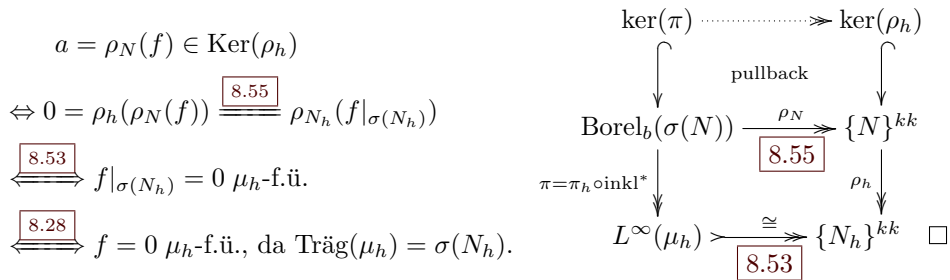 a = ρ_N(f) ∈ Ker(ρ_h)
⇔ 0 = ρ_h(ρ_N(f)) 8.55 === ρ_{N_h}(f|_{σ(N_h)})
8.53 ⇐⇒ f|_{σ(N_h)} = 0 μ_h-f.ü.
8.28 ⇐⇒ f = 0 μ_h-f.ü., da Träg(μ_h) = σ(N_h).
ker(π) ker(ρ_h)
pullback
Borel_b(σ(N)) ρ_N 8.55 {N}^{kk}
π=π_h∘inkl* ρ_h
L^∞(μ_h) ≅ 8.53 {N_h}^{kk} □